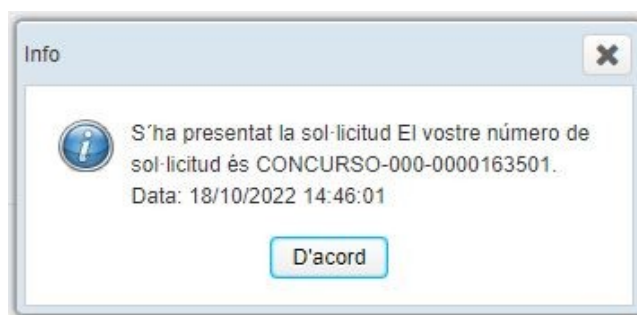 Info
S´ha presentat la sol·licitud El vostre número de
sol·licitud és CONCURSO-000-0000163501.
Data: 18/10/2022 14:46:01
D'acord